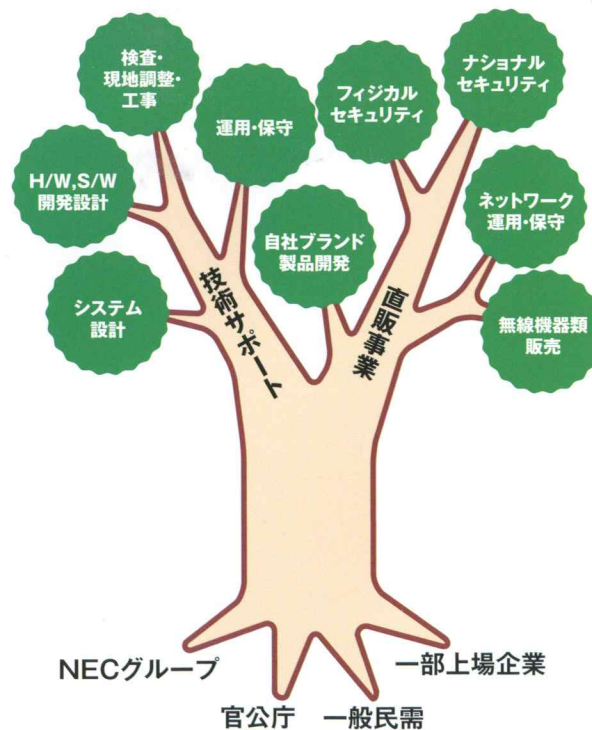 検査・
現地調整・
工事
運用・保守
フィジカル
セキュリティ
ナショナル
セキュリティ
H/W,S/W
開発設計
自社ブランド
製品開発
ネットワーク
運用・保守
システム
設計
無線機器類
販売
技術サポート
直販事業
NECグループ
官公庁
一般民需
一部上場企業